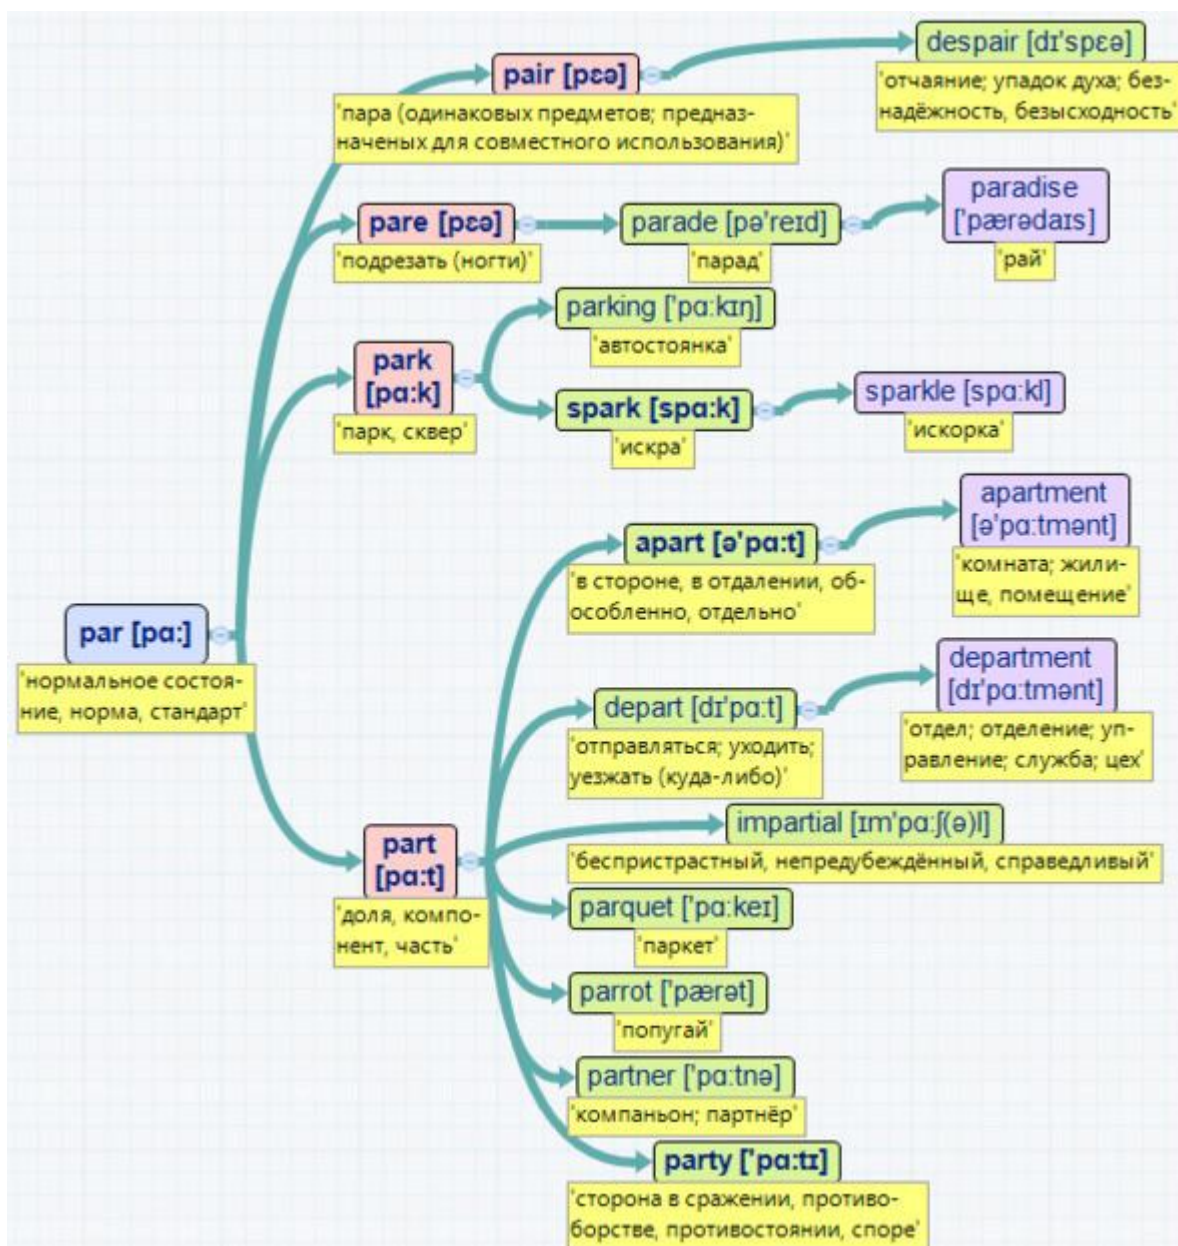 par [pɑ:]
'нормальное состоя-
ние, норма, стандарт'
pair [pɛə]
'пара (одинаковых предметов; предназ-
наченых для совместного использования)'
despair [dɪ'spɛə]
'отчаяние; упадок духа; без-
надёжность, безысходность'
pare [pɛə]
'подрезать (ногти)'
parade [pə'reɪd]
'парад'
paradise
['pærədaɪs]
'рай'
park
[pɑ:k]
'парк, сквер'
parking ['pɑ:kɪŋ]
'автостоянка'
spark [spɑ:k]
'искра'
sparkle [spɑ:kl]
'искорка'
part
[pɑ:t]
'доля, компо-
нент, часть'
apart [ə'pɑ:t]
'в стороне, в отдалении, об-
особленно, отдельно'
apartment
[ə'pɑ:tmənt]
'комната; жили-
ще, помещение'
depart [dɪ'pɑ:t]
'отправляться; уходить;
уезжать (куда-либо)'
department
[dɪ'pɑ:tmənt]
'отдел; отделение; уп-
равление; служба; цех'
impartial [ɪm'pɑ:ʃ(ə)l]
'беспристрастный, непредубеждённый, справедливый'
parquet ['pɑ:keɪ]
'паркет'
parrot ['pærət]
'попугай'
partner ['pɑ:tnə]
'компаньон; партнёр'
party ['pɑ:tɪ]
'сторона в сражении, противо-
борстве, противостоянии, споре'